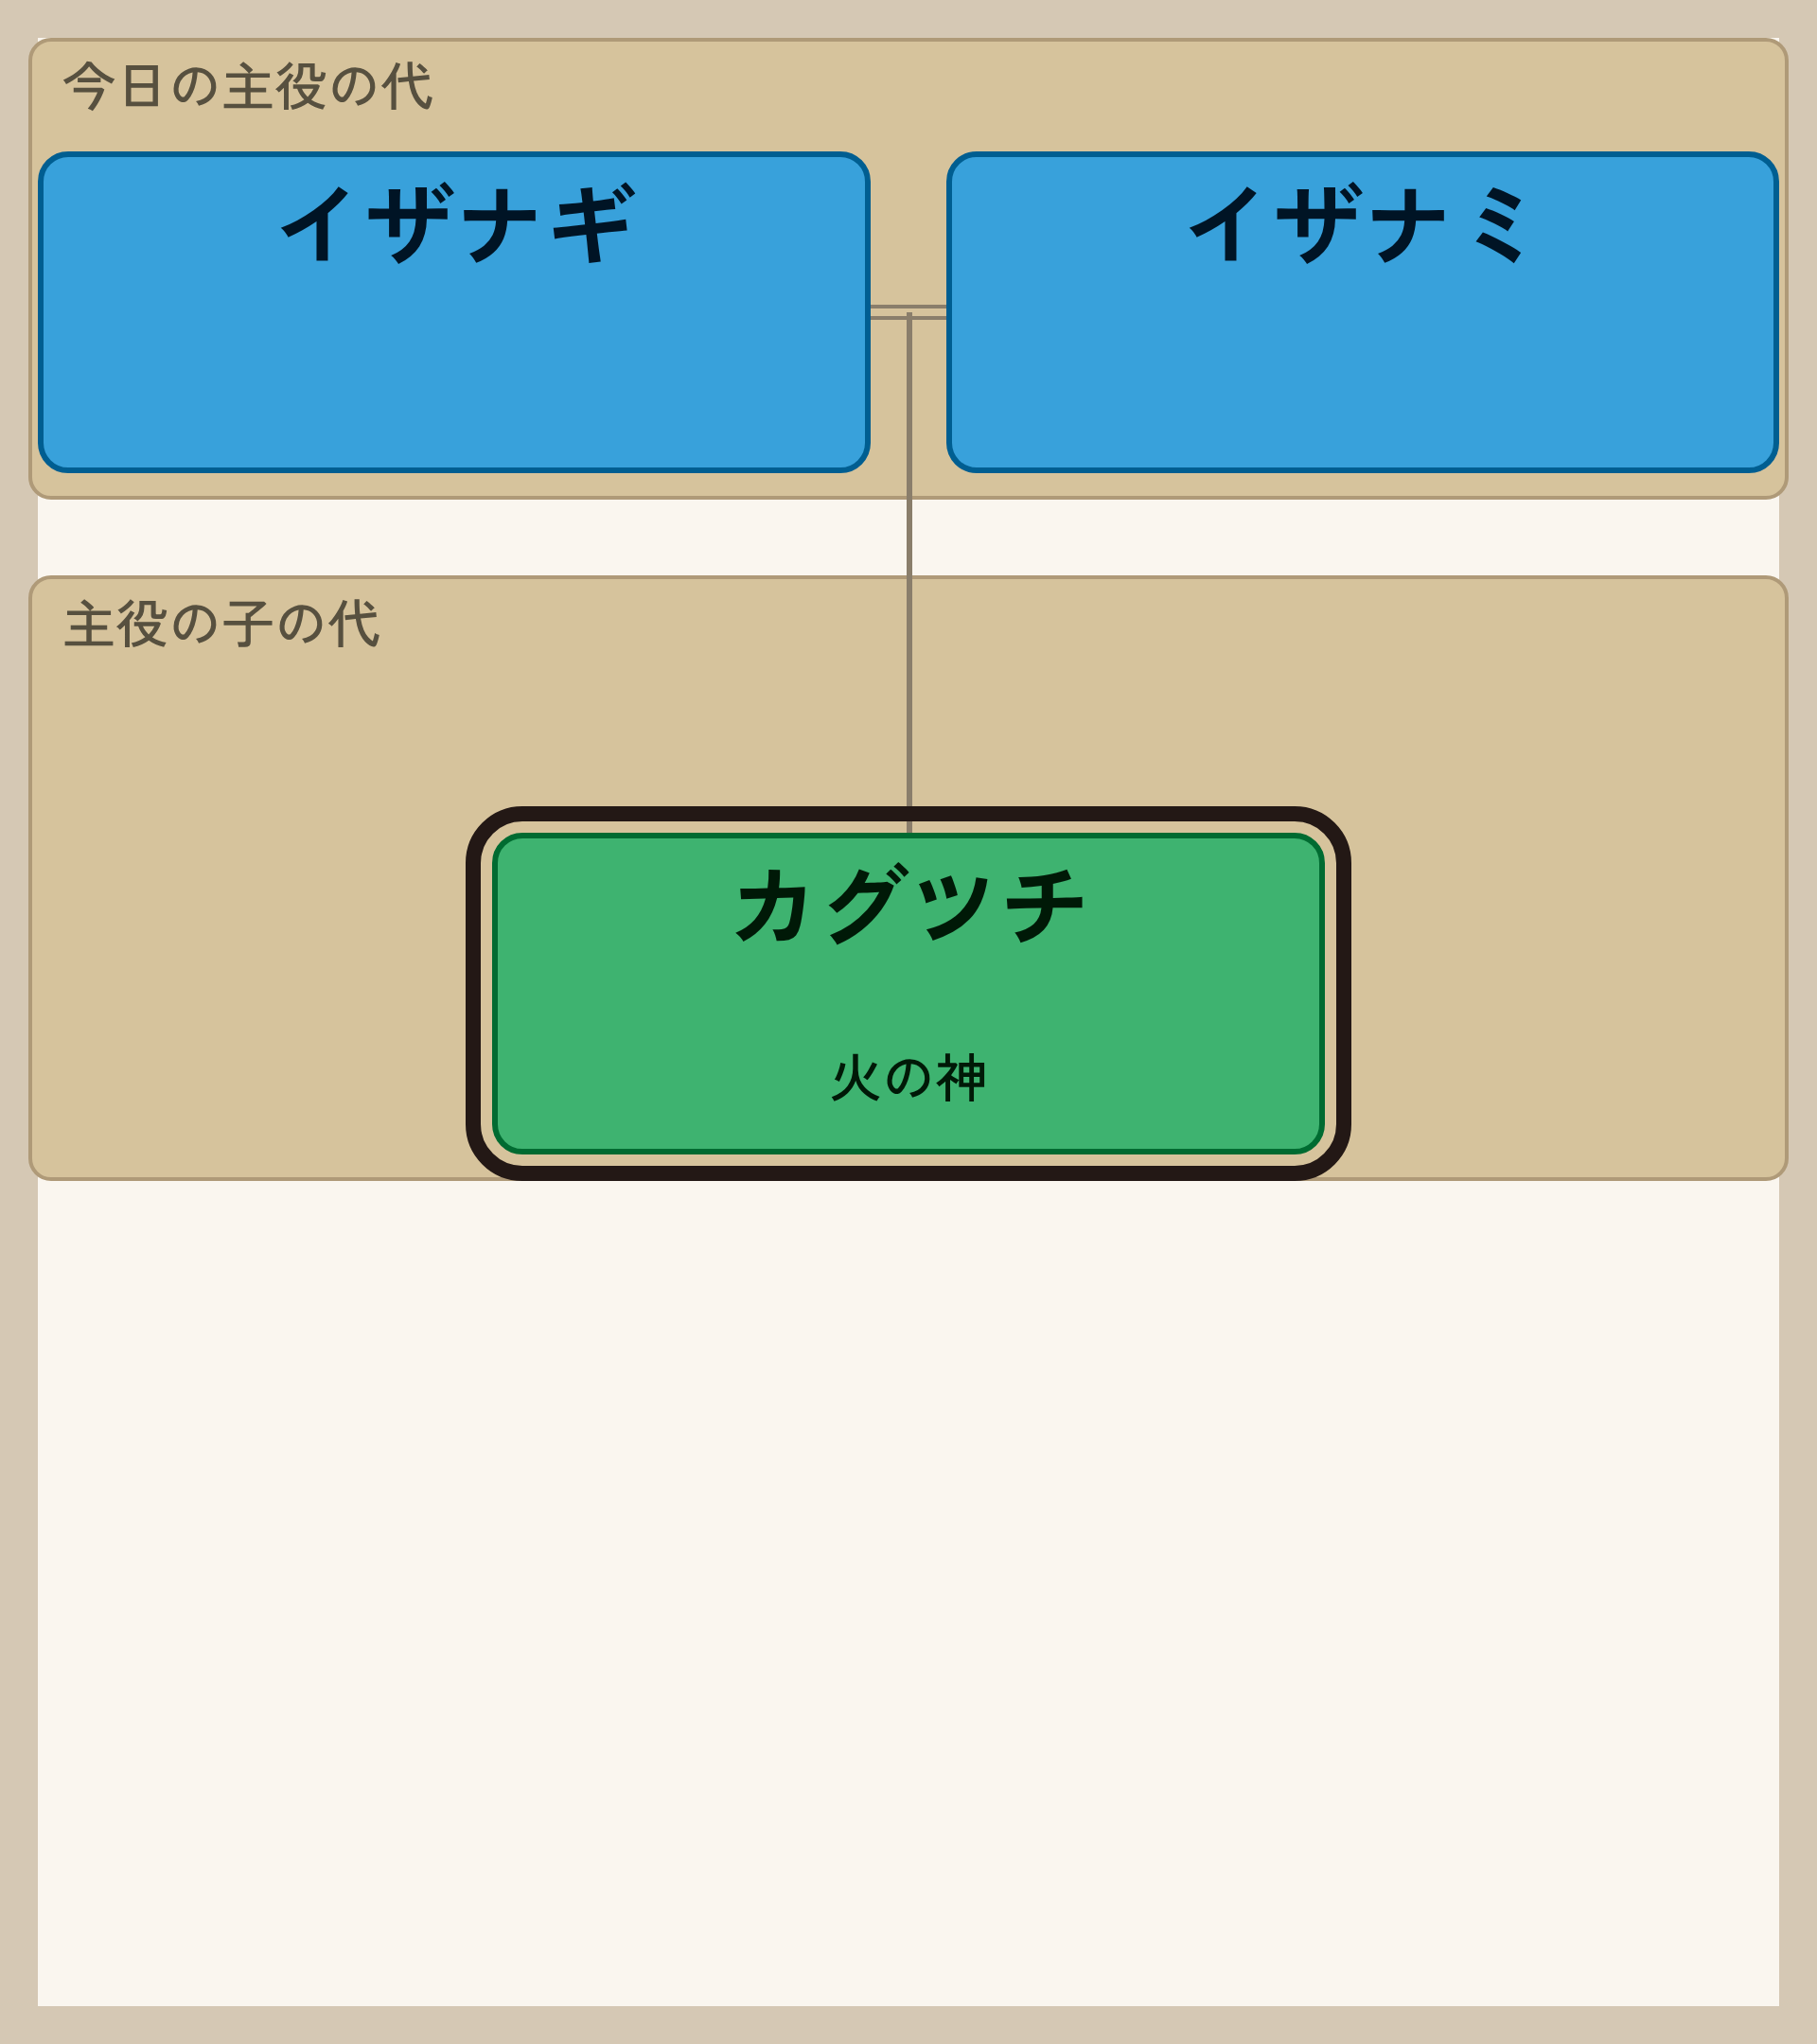 今日の主役の代
イザナギ
イザナミ
主役の子の代
カグツチ
火の神